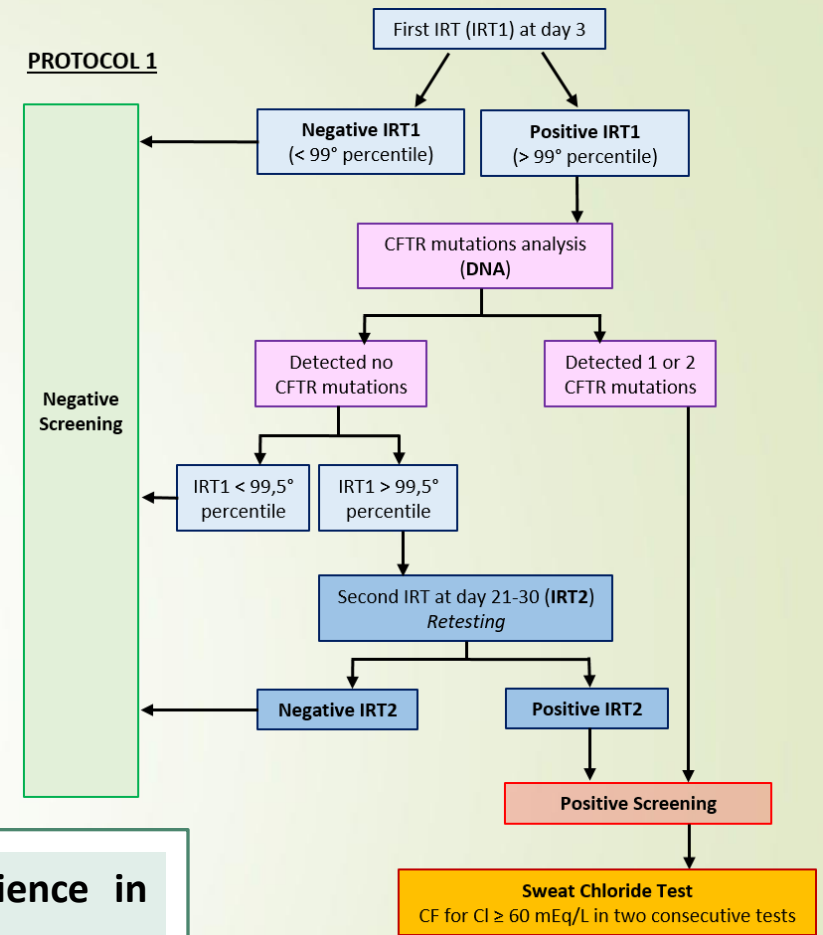 First IRT (IRT1) at day 3
PROTOCOL 1
Negative IRT1
(< 99° percentile)
Positive IRT1
(> 99° percentile)
CFTR mutations analysis
(DNA)
Detected no
CFTR mutations
Detected 1 or 2
CFTR mutations
Negative
Screening
IRT1 < 99,5°
percentile
IRT1 > 99,5°
percentile
Second IRT at day 21-30 (IRT2)
Retesting
Negative IRT2
Positive IRT2
Positive Screening
Sweat Chloride Test
CF for Cl ≥ 60 mEq/L in two consecutive tests
in